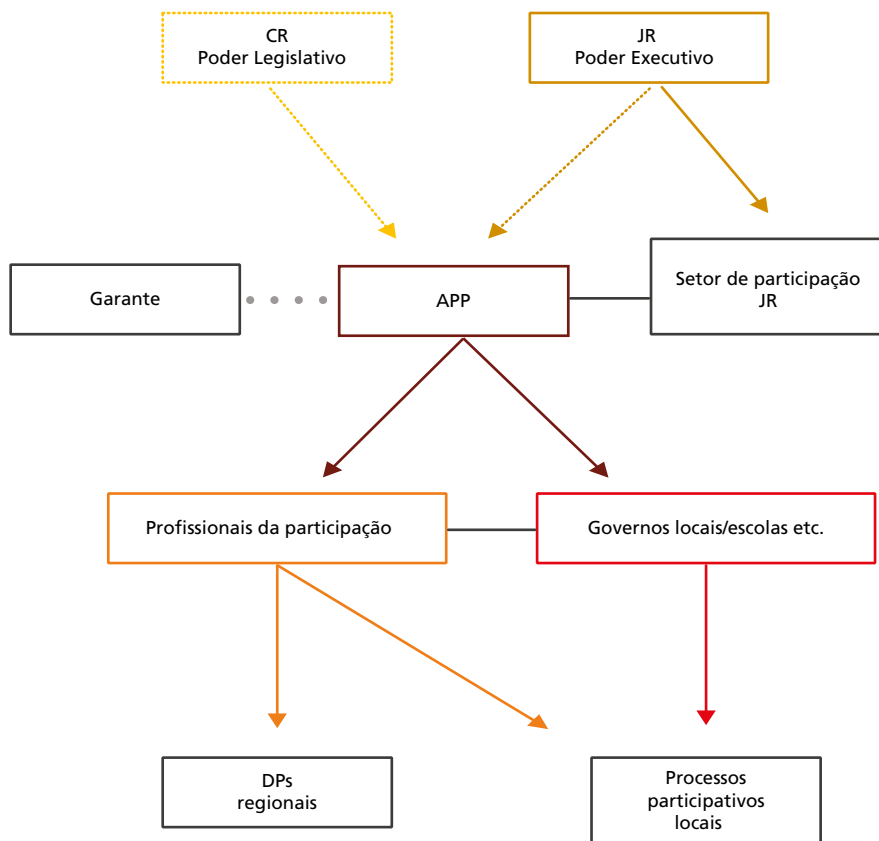 CR
Poder Legislativo
JR
Poder Executivo
Garante
APP
Setor de participação
JR
Profissionais da participação
Governos locais/escolas etc.
DPs
regionais
Processos
participativos
locais